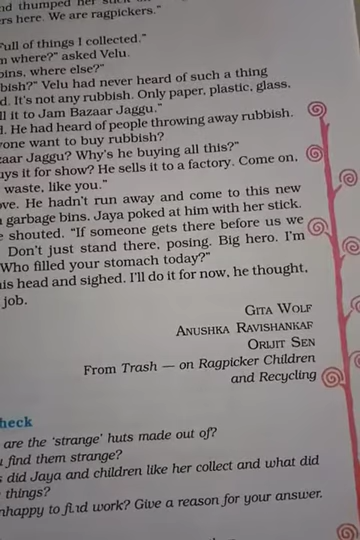 nd thumped her stick
ers here. We are ragpickers."
Full of things I collected."
m where?" asked Velu.
bins, where else?"
bish?" Velu had never heard of such a thing
d. It's not any rubbish. Only paper, plastic, glass,
ll it to Jam Bazaar Jaggu."
d. He had heard of people throwing away rubbish.
yone want to buy rubbish?
zaar Jaggu? Why's he buying all this?"
uys it for show? He sells it to a factory. Come on,
waste, like you."
ove. He hadn't run away and come to this new
garbage bins. Jaya poked at him with her stick.
e shouted. "If someone gets there before us we
Don't just stand there, posing. Big hero. I'm
Who filled your stomach today?"
is head and sighed. I'll do it for now, he thought,
job.
GITA WOLF
ANUSHKA RAVISHANKAF
ORIJIT SEN
From Trash — on Ragpicker Children
and Recycling
heck
are the 'strange' huts made out of?
u find them strange?
s did Jaya and children like her collect and what did
things?
nhappy to find work? Give a reason for your answer.